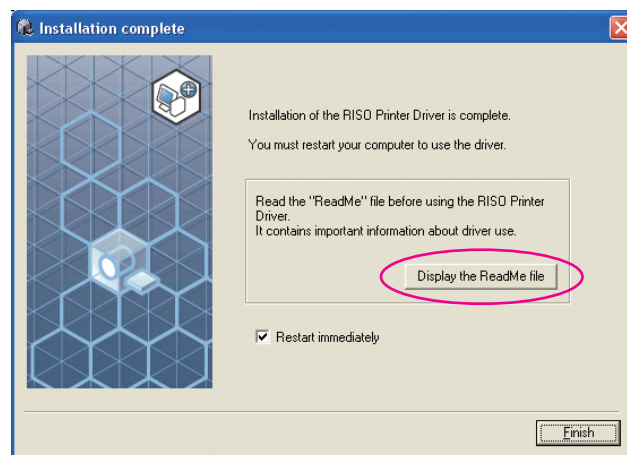 Installation complete
Installation of the RISO Printer Driver is complete.
You must restart your computer to use the driver.
Read the "ReadMe" file before using the RISO Printer
Driver.
It contains important information about driver use.
Display the ReadMe file
Restart immediately
Finish